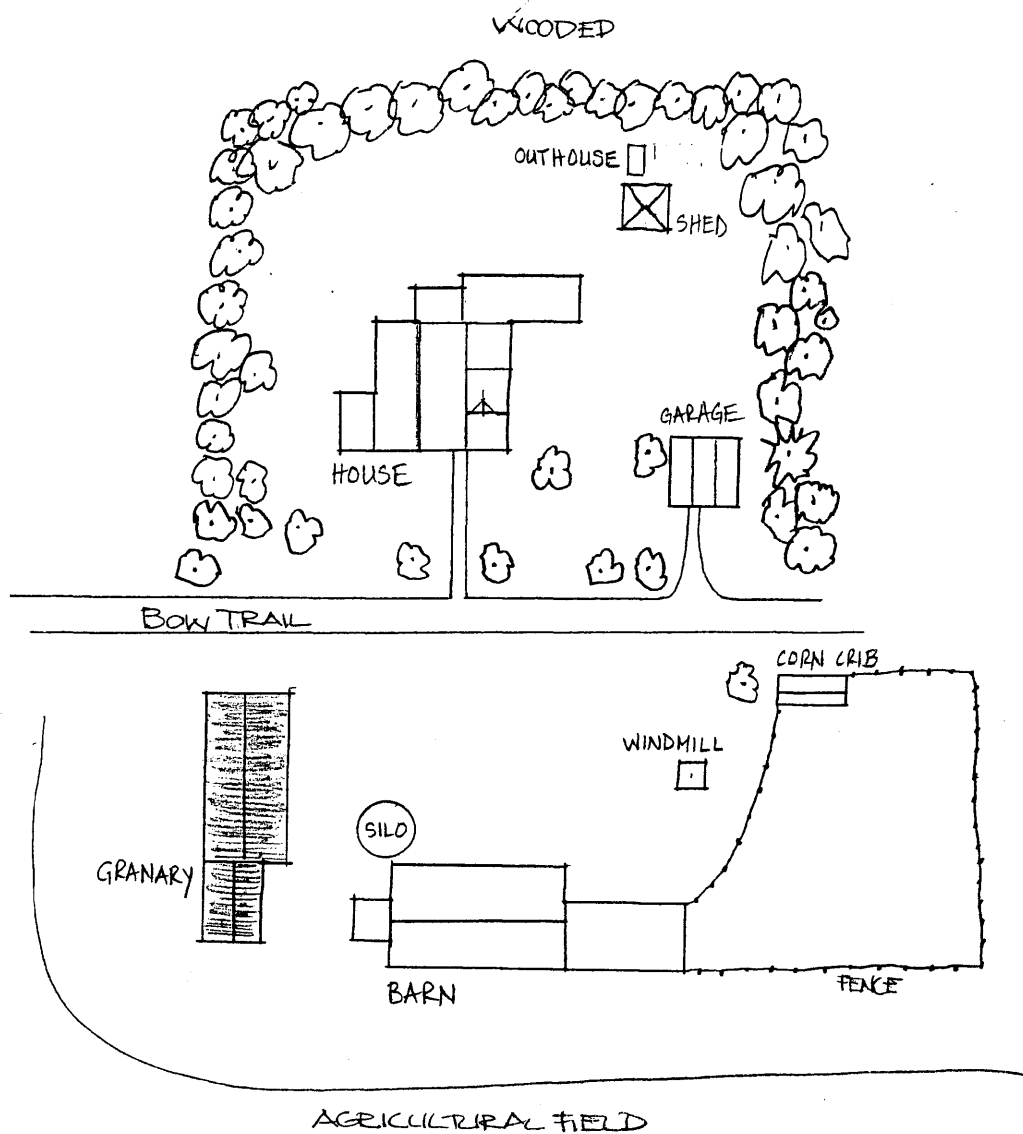 WOODED
OUTHOUSE
SHED
GARAGE
HOUSE
BOW TRAIL
CORN CRIB
WINDMILL
SILO
GRANARY
BARN
FENCE
AGRICULTURAL FIELD